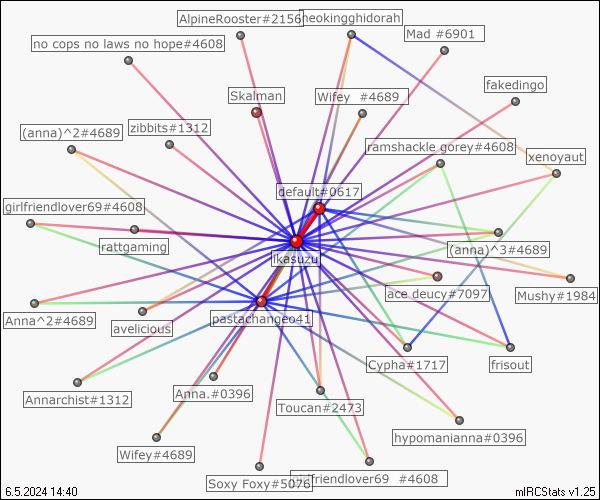 AlpineRooster#2156
neokingghidorah
Mad #6901
no cops no laws no hope#4608
fakedingo
Skalman
Wifey #4689
zibbits#1312
(anna)^2#4689
ramshackle gorey#4608
xenoyaut
default#0617
girlfriendlover69#4608
rattgaming
(anna)^3#4689
ikasuzu
ace deucy#7097
Mushy#1984
Anna^2#4689
avelicious
pastachangeo41
Cypha#1717
frisout
Annarchist#1312
Anna.#0396
Toucan#2473
hypomanianna#0396
Wifey#4689
Soxy Foxy#5076
girlfriendlover69 #4608
6.5.2024 14:40
mIRCStats v1.25